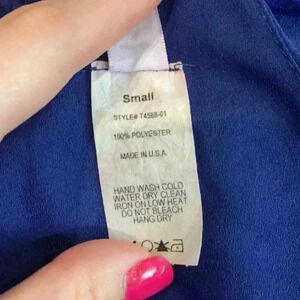 Small
STYLE# T4588-01
100% POLYESTER
MADE IN U.S.A.
HAND WASH COLD
WATER DRY CLEAN
IRON ON LOW HEAT
DO NOT BLEACH
HANG DRY